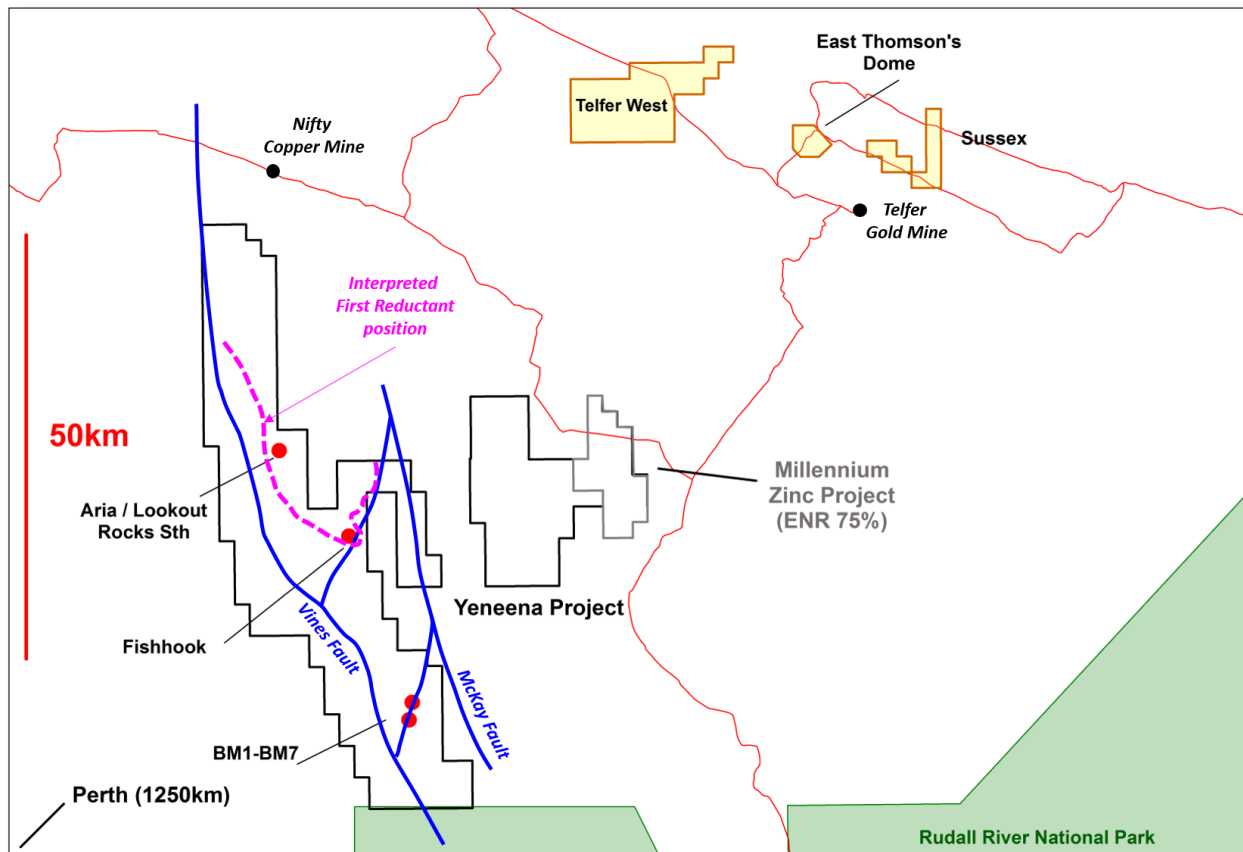 East Thomson's
Dome
Telfer West
Nifty
Copper Mine
Sussex
Telfer
Gold Mine
Interpreted
First Reductant
position
50km
Aria / Lookout
Rocks Sth
Millennium
Zinc Project
(ENR 75%)
Yeneena Project
Fishhook
Vines Fault
McKay Fault
BM1-BM7
Perth (1250km)
Rudall River National Park